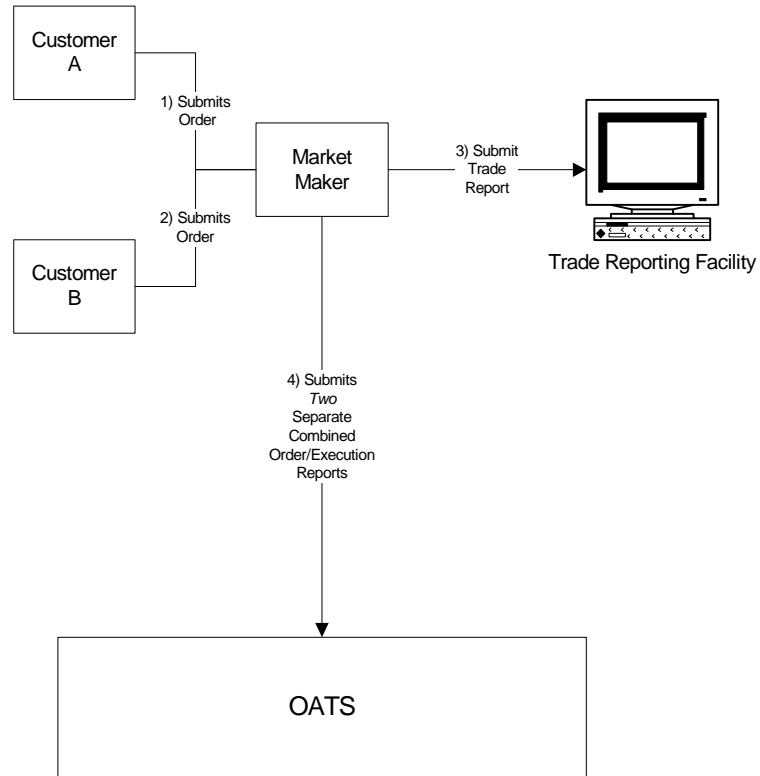 Customer
A
1) Submits
Order
Market
Maker
3) Submit
Trade
Report
2) Submits
Order
Customer
B
Trade Reporting Facility
4) Submits
Two
Separate
Combined
Order/Execution
Reports
OATS